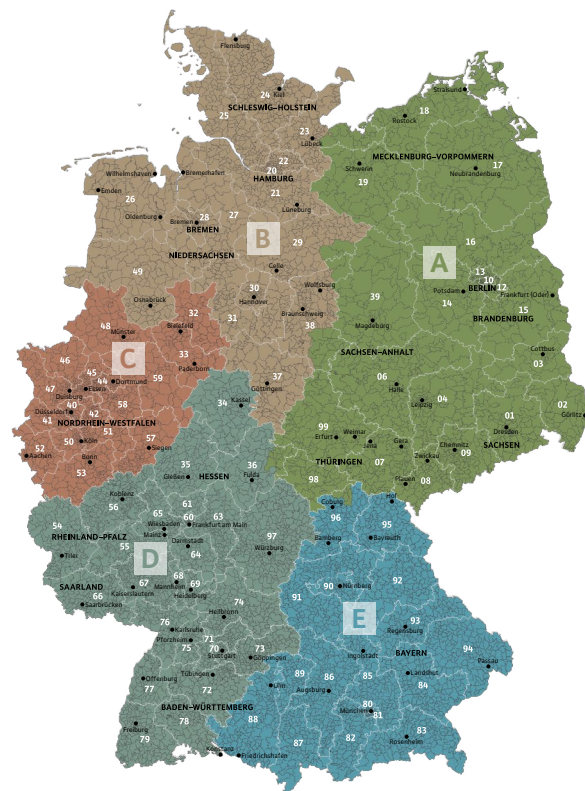 Flensburg
24
Kiel
Stralsund
SCHLESWIG–HOLSTEIN
25
18
Rostock
23
Lübeck
22
MECKLENBURG–VORPOMMERN
20
Schwerin
17
Wilhelmshaven
Bremerhaven
HAMBURG
19
Neubrandenburg
Emden
21
26
Lüneburg
Oldenburg
28
27
Bremen
BREMEN
B
29
16
NIEDERSACHSEN
A
Celle
13
49
10
12
Potsdam
BERLIN
Wolfsburg
30
Hannover
39
14
Frankfurt (Oder)
Osnabrück
15
Braunschweig
BRANDENBURG
32
31
Magdeburg
48
38
Bielefeld
Münster
C
SACHSEN–ANHALT
Cottbus
46
33
03
45
Paderborn
44
Dortmund
59
37
06
47
Essen
Göttingen
Halle
Duisburg
04
34
Kassel
Leipzig
02
40
58
Düsseldorf
42
01
Görlitz
41
NORDRHEIN–WESTFALEN
99
51
Weimar
Dresden
50
Köln
57
Erfurt
Jena
Gera
Chemnitz
SACHSEN
52
Siegen
09
Aachen
Bonn
Zwickau
THÜRINGEN
07
53
HESSEN
35
36
98
Plauen
08
Gießen
Fulda
56
Koblenz
61
Hof
Coburg
65
60
63
96
95
54
Wiesbaden
Frankfurt am Main
RHEINLAND–PFALZ
Mainz
Bayreuth
55
Darmstadt
97
Bamberg
Trier
D
64
Würzburg
SAARLAND
67
68
90
Nürnberg
92
66
Kaiserslautern
Mannheim
69
91
Saarbrücken
Heidelberg
74
Heilbronn
E
93
76
Karlsruhe
Regensburg
Pforzheim
71
75
70
73
BAYERN
94
Stuttgart
Göppingen
Ingolstadt
Passau
Offenburg
Tübingen
89
86
85
Landshut
77
72
Ulm
Augsburg
84
BADEN–WÜRTTEMBERG
80
78
88
München
81
Freiburg
83
79
87
82
Rosenheim
Konstanz
Friedrichshafen